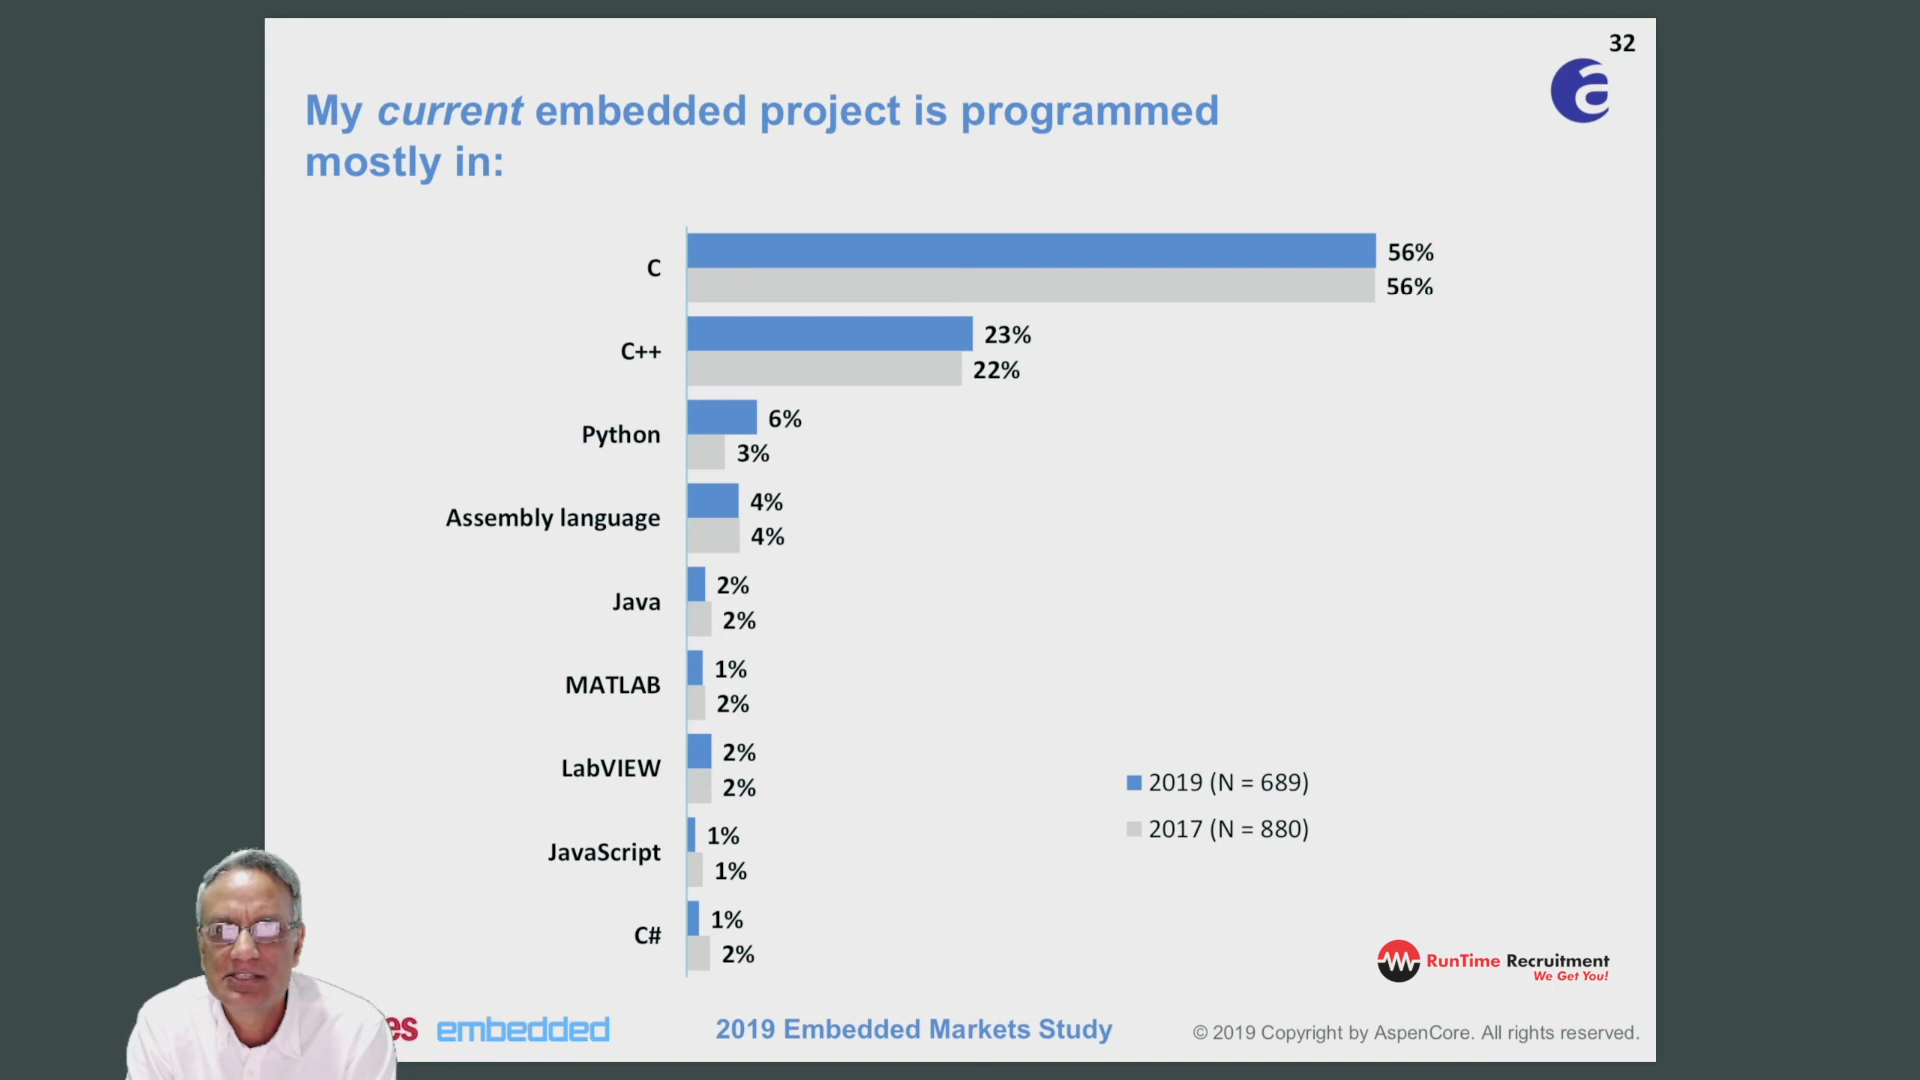 32
a
My current embedded project is programmed
mostly in:
C
56%
56%
C++
23%
22%
Python
6%
3%
Assembly language
4%
4%
Java
2%
2%
MATLAB
1%
2%
LabVIEW
2%
2%
JavaScript
1%
1%
C#
1%
2%
2019 (N = 689)
2017 (N = 880)
RunTime Recruitment
We Get You!
es embedded
2019 Embedded Markets Study
© 2019 Copyright by AspenCore. All rights reserved.